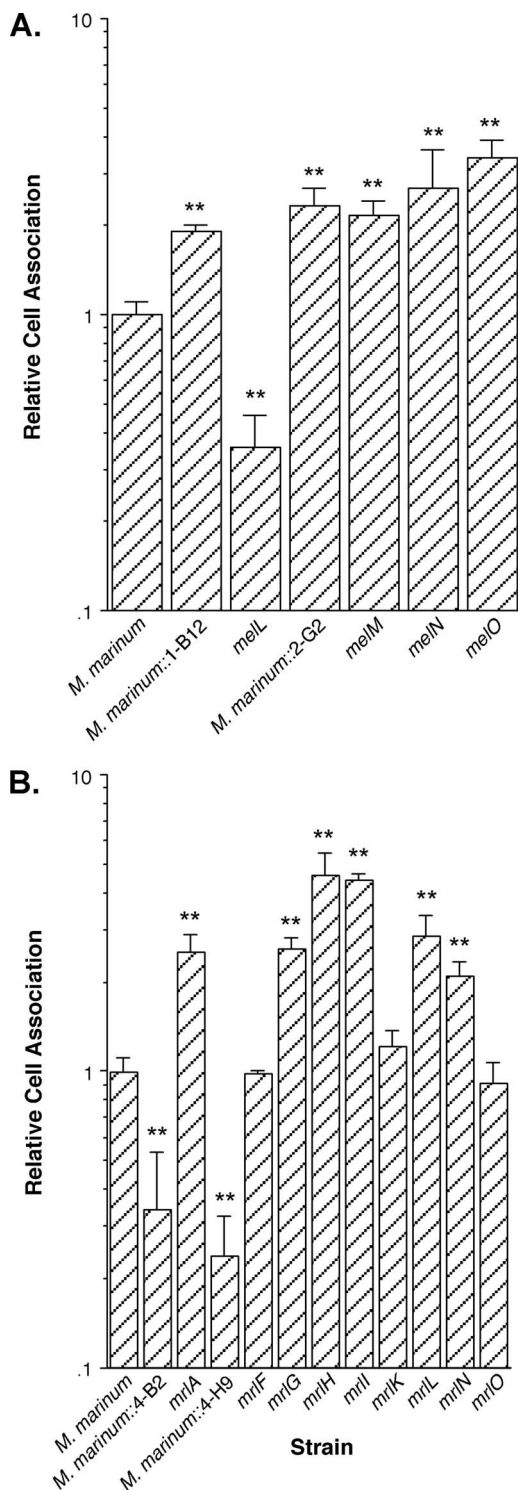 A.
10
1
.1
Relative Cell Association
**
**
**
**
**
**
M. marinum
M. marinum::1-B12
melL
M. marinum::2-G2
melM
melN
melO
B.
10
1
.1
Relative Cell Association
**
**
**
**
**
**
**
**
M. marinum
M. marinum::4-B2
mrlA
M. marinum::4-H9
mrlF
mrlG
mrlH
mrlI
mrlK
mrlL
mrlN
mrlO
Strain